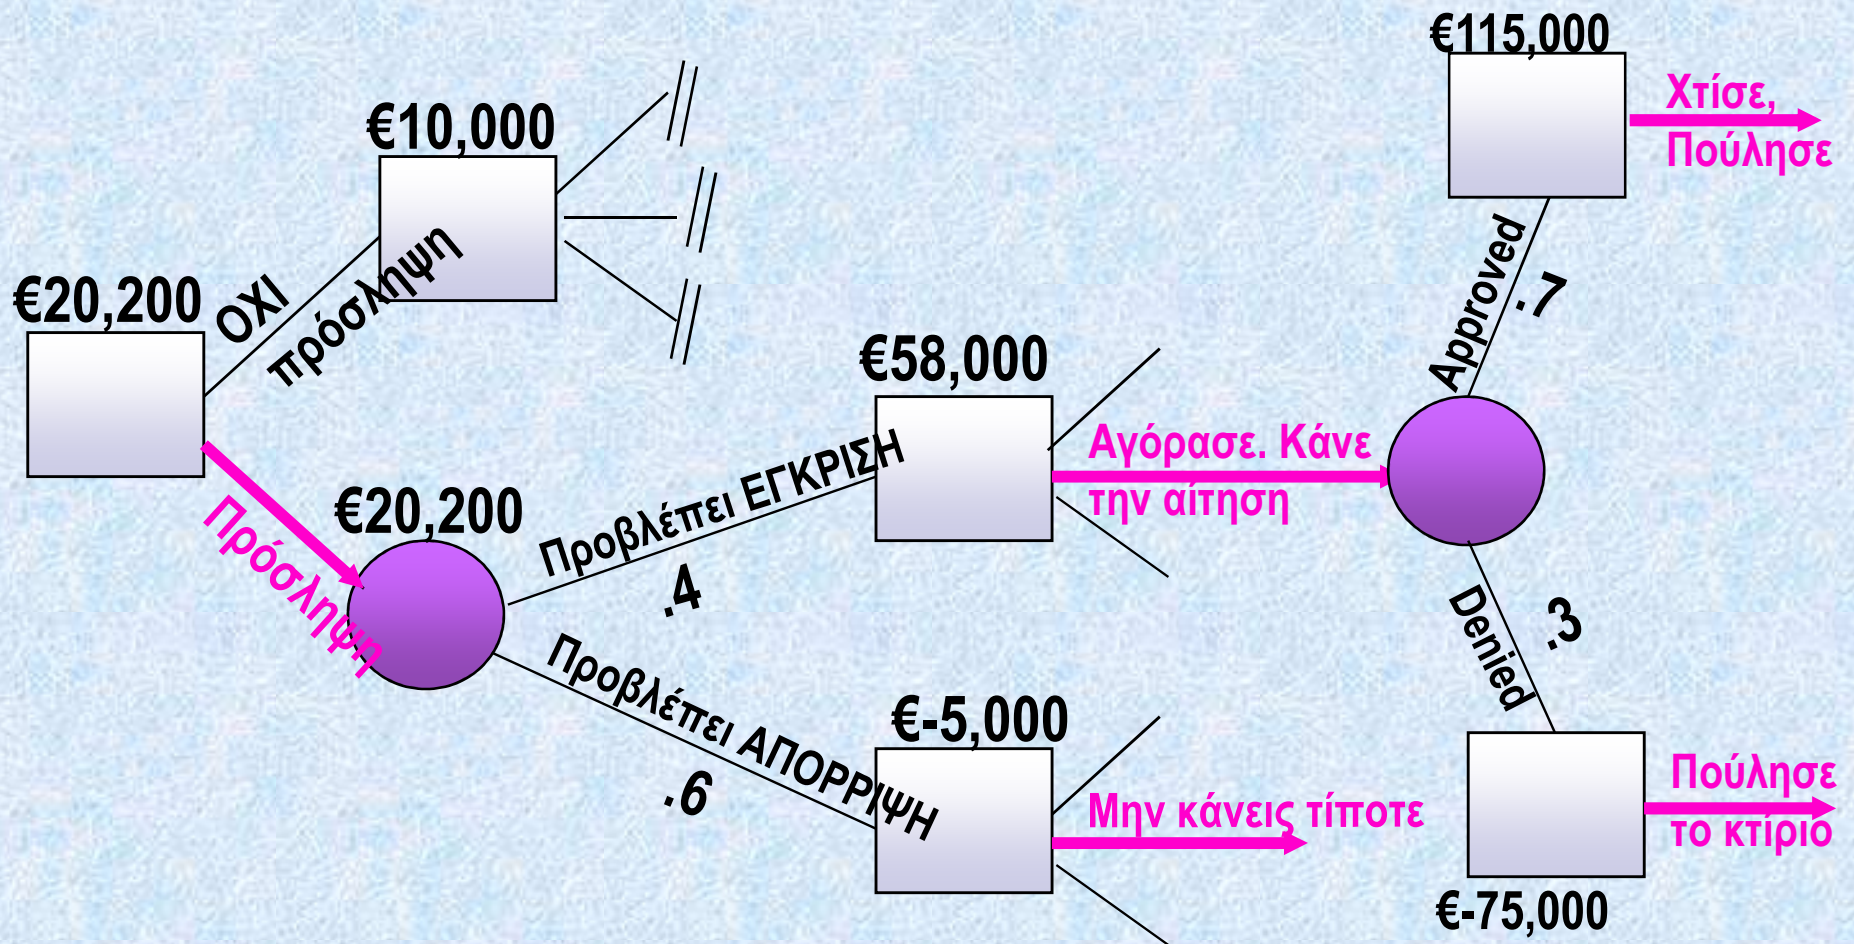 €115,000
Χτίσε,
Πούλησε
€10,000
€20,200
ΟΧΙ
πρόσληψη
Approved
.7
€58,000
Αγόρασε. Κάνε
την αίτηση
Προβλέπει ΕΓΚΡΙΣΗ
.4
€20,200
Πρόσληψη
Denied
.3
Προβλέπει ΑΠΟΡΡΙΨΗ
.6
€-5,000
Μην κάνεις τίποτε
Πούλησε
το κτίριο
€-75,000